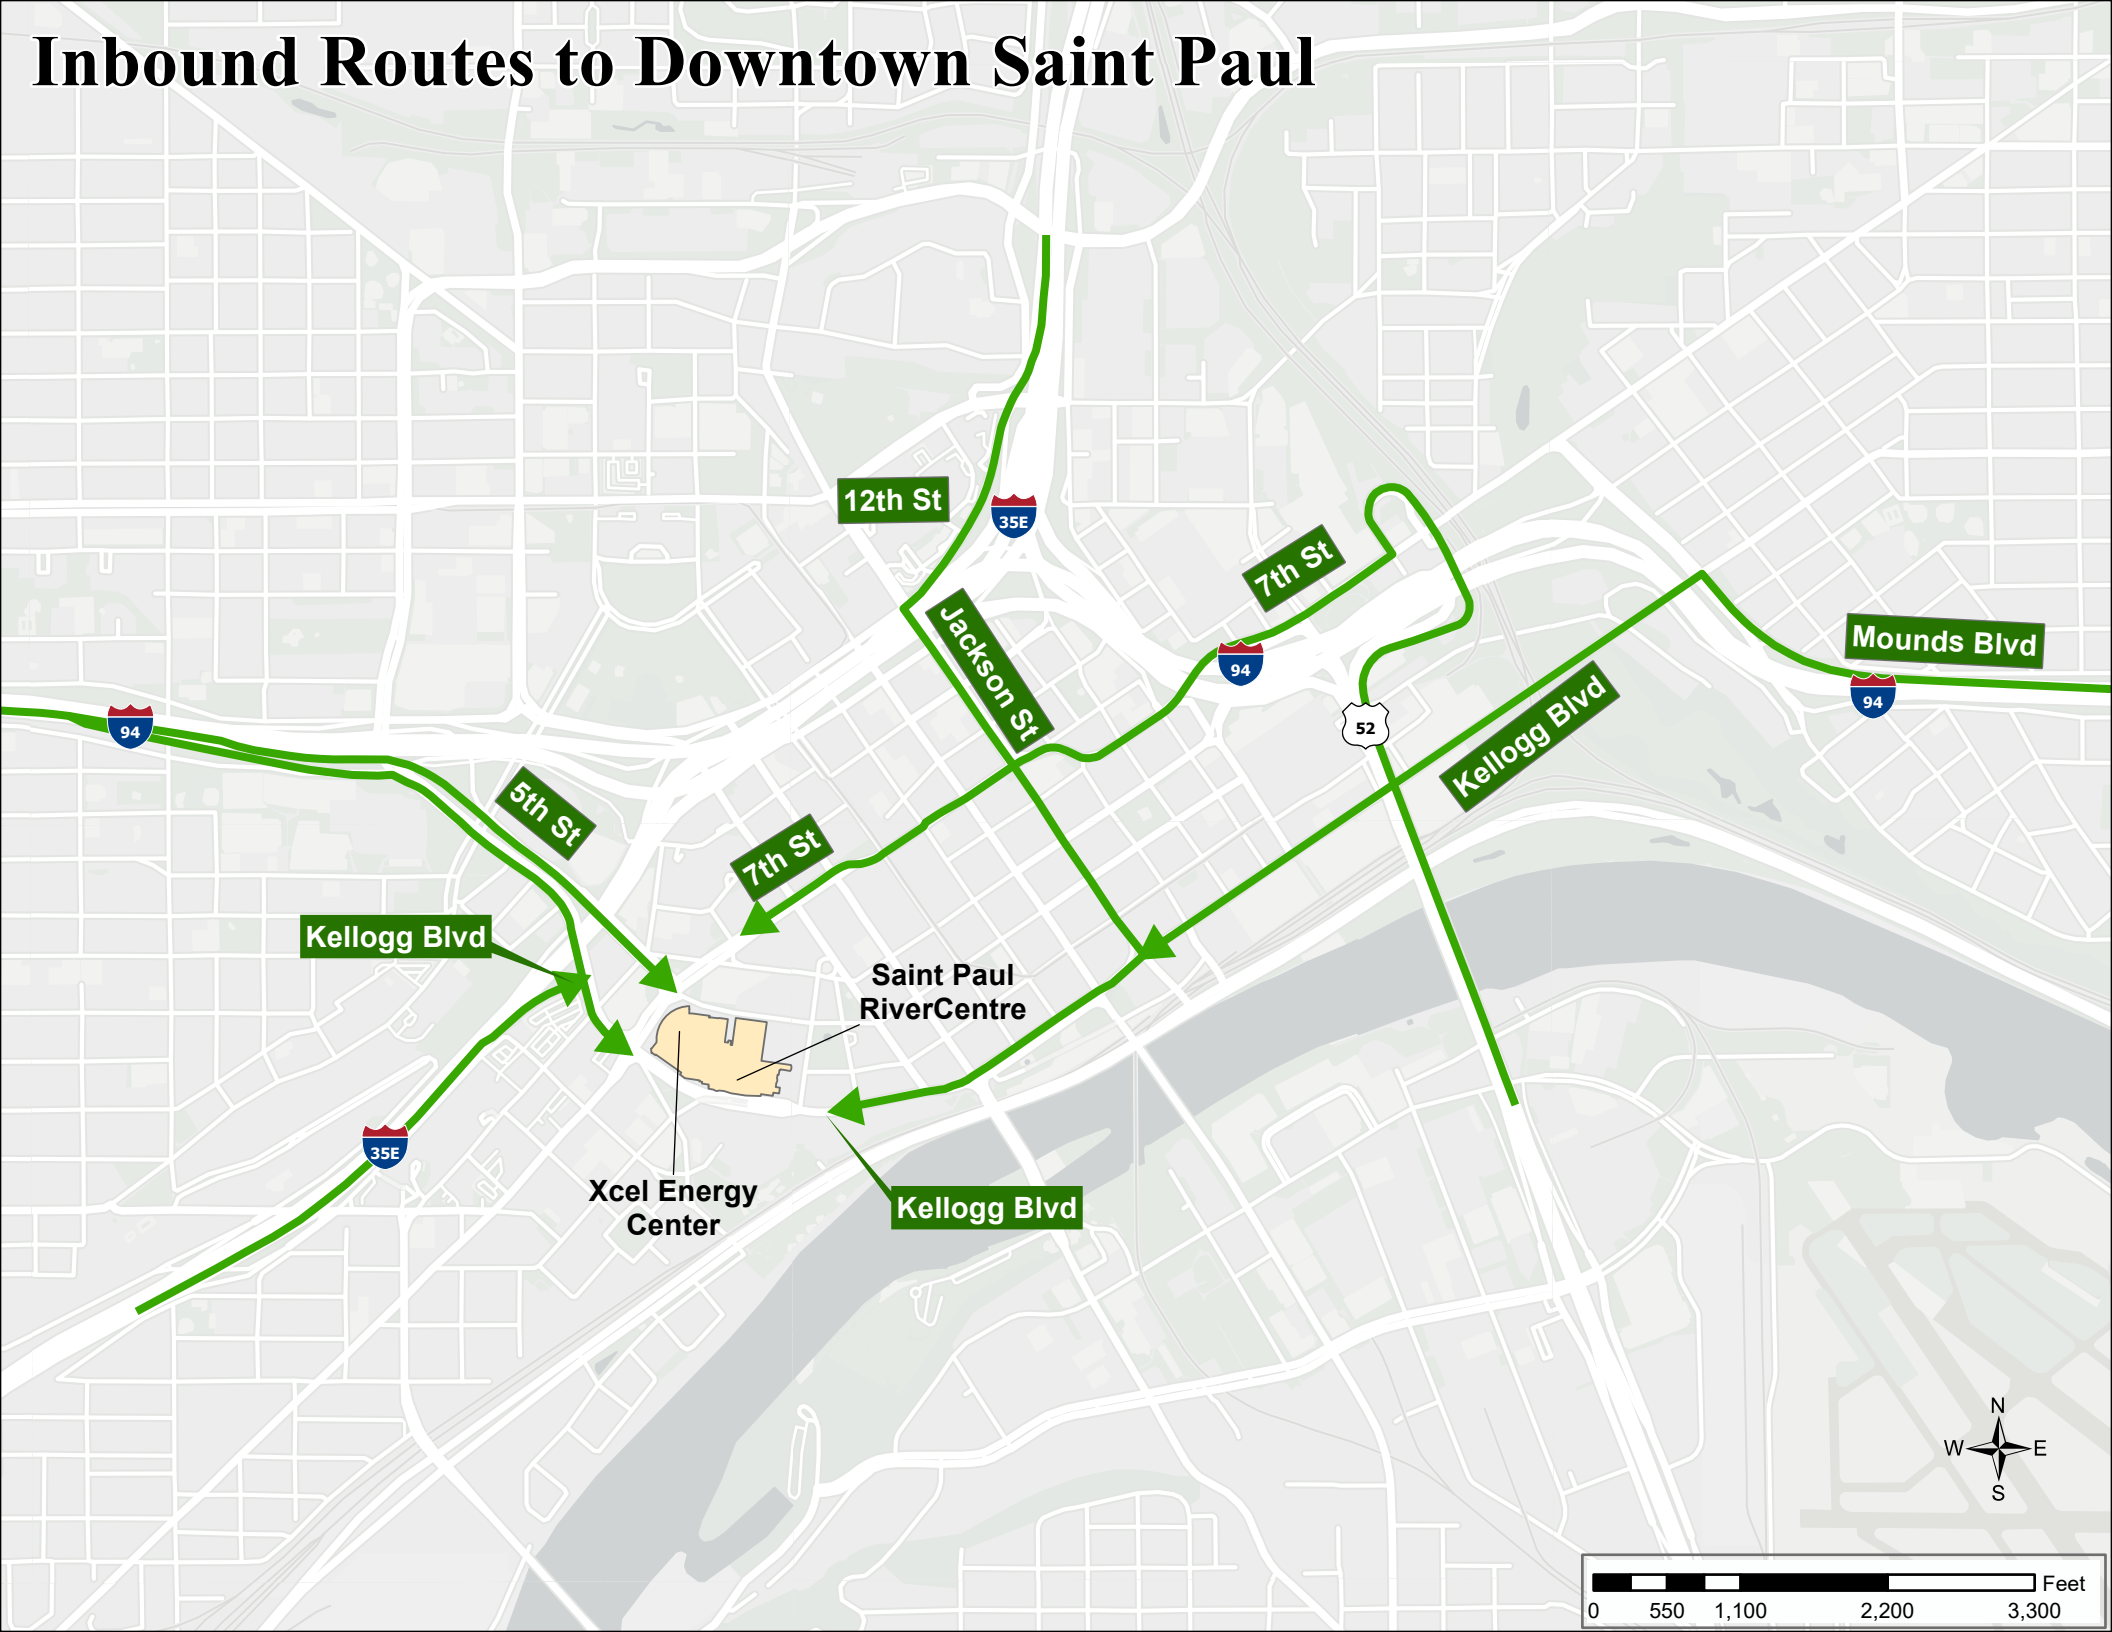 Inbound Routes to Downtown Saint Paul
12th St
35E
7th St
Jackson St
94
Mounds Blvd
94
Kellogg Blvd
52
94
5th St
7th St
Kellogg Blvd
Saint Paul
RiverCentre
35E
Xcel Energy
Center
Kellogg Blvd
N
W E
S
Feet
0 550 1,100 2,200 3,300